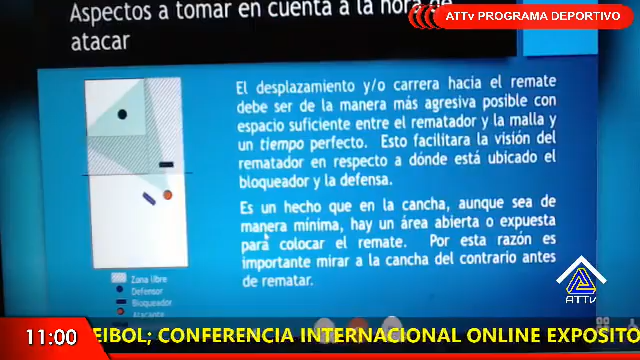 Aspectos a tomar en cuenta a la hora de
atacar
ATTv PROGRAMA DEPORTIVO
El desplazamiento y/o carrera hacia el remate
debe ser de la manera más agresiva posible con
espacio suficiente entre el rematador y la malla y
un tiempo perfecto. Esto facilitara la visión del
rematador en respecto a dónde está ubicado el
bloqueador y la defensa.
Es un hecho que en la cancha, aunque sea de
manera mínima, hay un área abierta o expuesta
para colocar el remate. Por esta razón es
importante mirar a la cancha del contrario antes
de rematar.
Zona libre
Defensor
Bloqueador
Atacante
ATTv
11:00
EIBOL; CONFERENCIA INTERNACIONAL ONLINE EXPOSITO